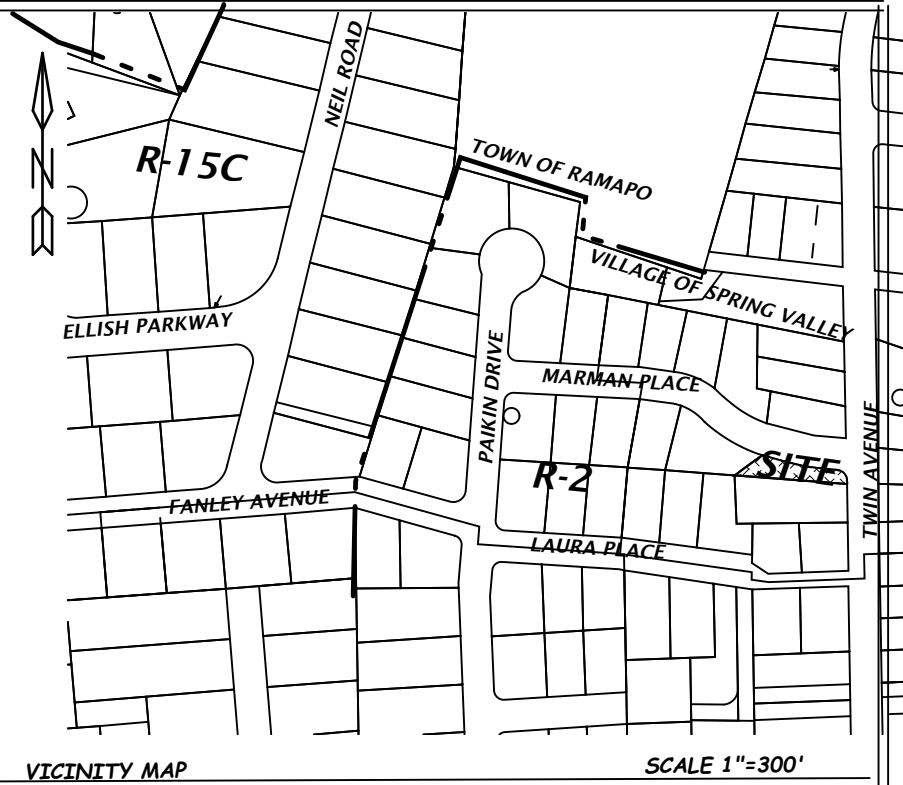 NEIL ROAD
TOWN OF RAMAPO
R-15C
N
VILLAGE OF SPRING VALLEY
ELLISH PARKWAY
PAIKIN DRIVE
MARMAN PLACE
TWIN AVENUE
SITE
R-2
FANLEY AVENUE
LAURA PLACE
VICINITY MAP
SCALE 1"=300'